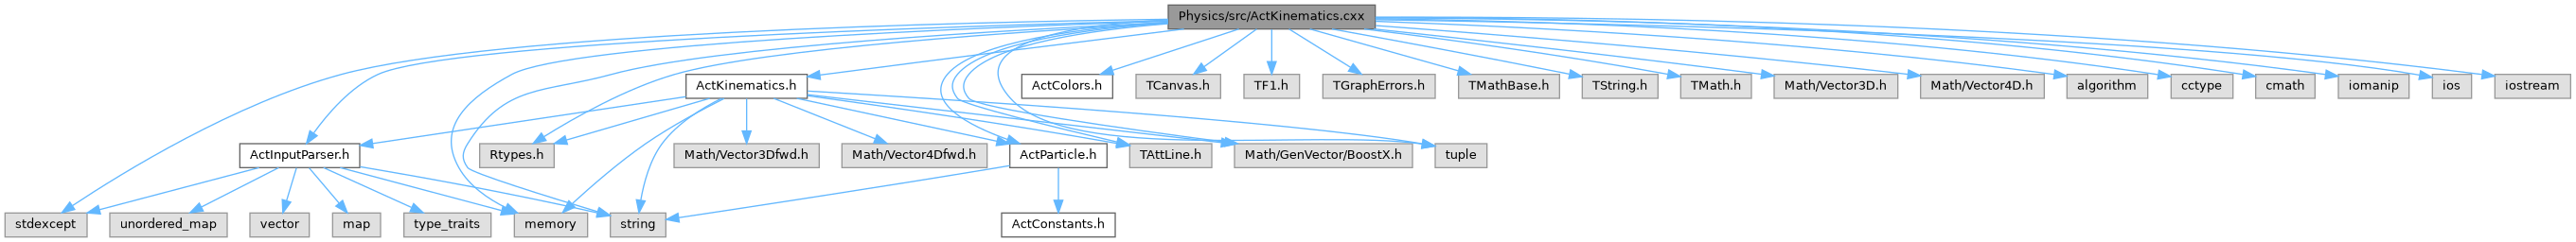 Physics/src/ActKinematics.cxx
ActKinematics.h
ActColors.h
TCanvas.h
TF1.h
TGraphErrors.h
TMathBase.h
TString.h
TMath.h
Math/Vector3D.h
Math/Vector4D.h
algorithm
cctype
cmath
iomanip
ios
iostream
ActInputParser.h
Rtypes.h
Math/Vector3Dfwd.h
Math/Vector4Dfwd.h
ActParticle.h
TAttLine.h
Math/GenVector/BoostX.h
tuple
stdexcept
unordered_map
vector
map
type_traits
memory
string
ActConstants.h